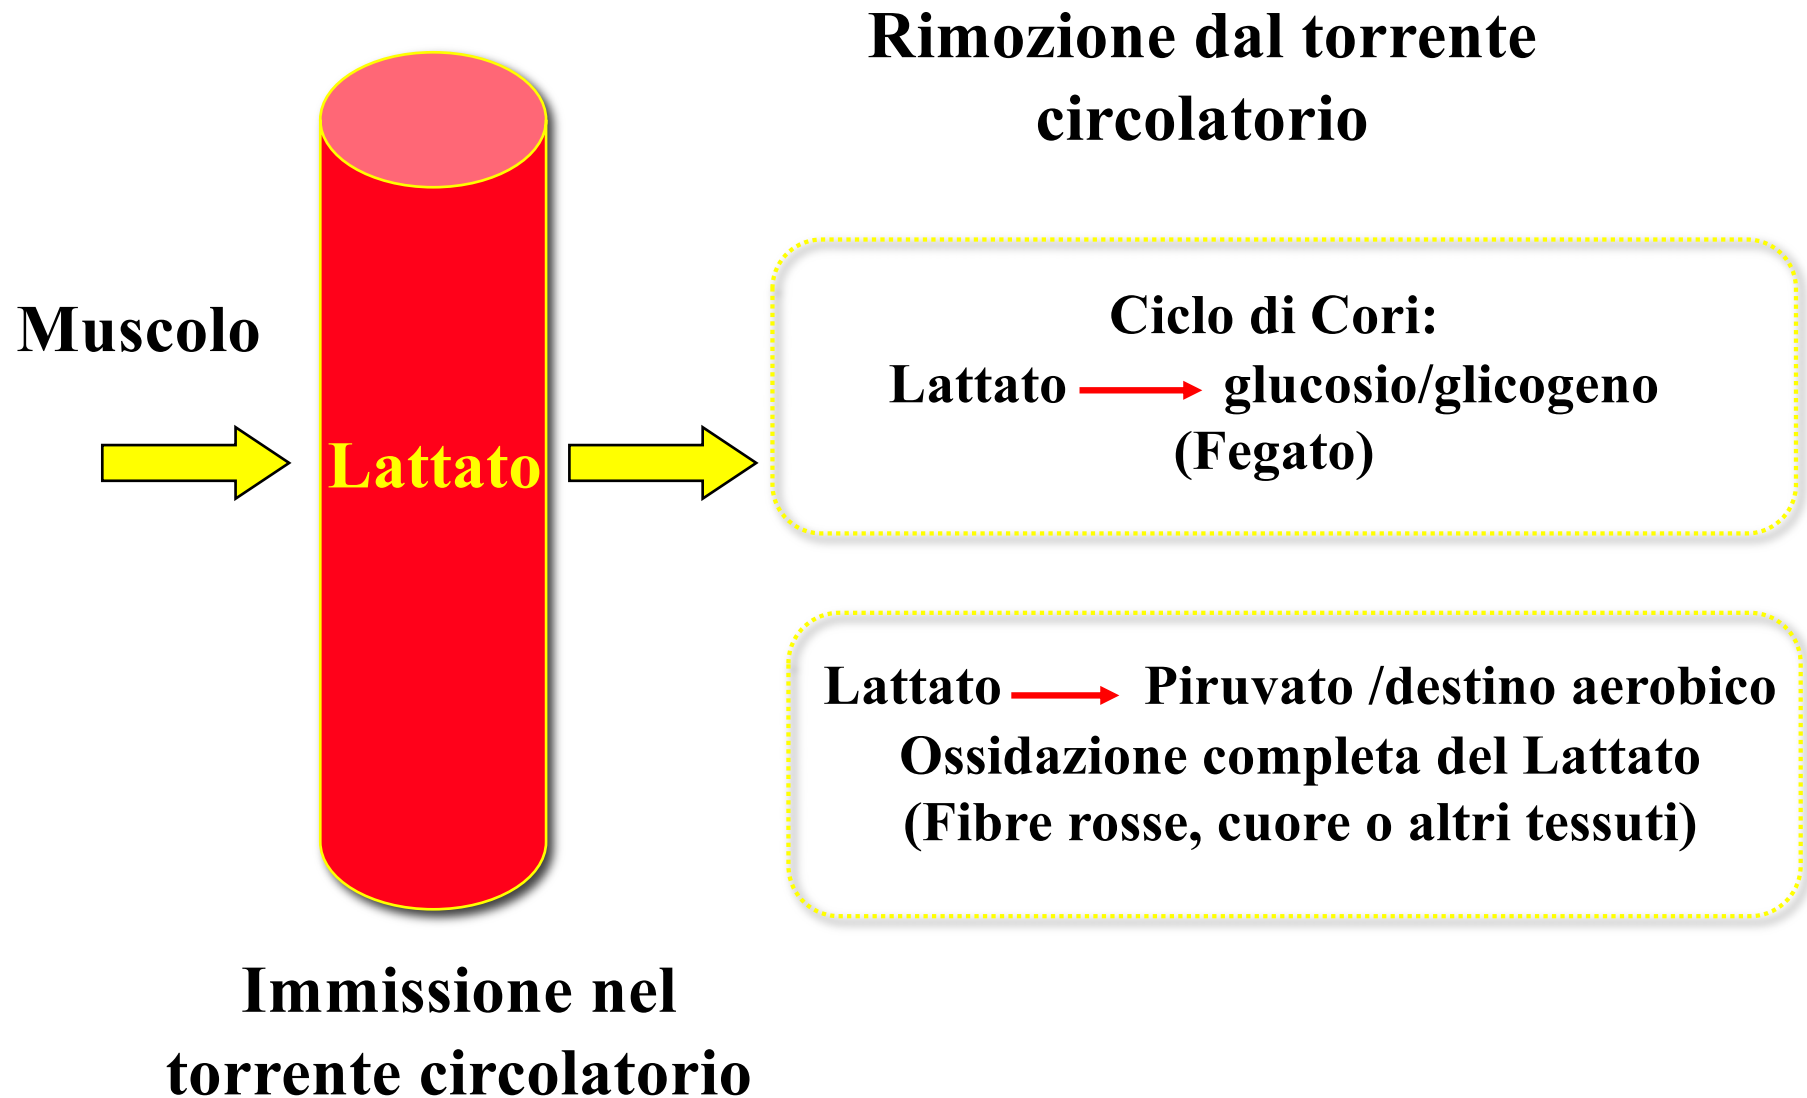 Rimozione dal torrente
circolatorio
Muscolo
Lattato
Ciclo di Cori:
Lattato glucosio/glicogeno
(Fegato)
Lattato Piruvato /destino aerobico
Ossidazione completa del Lattato
(Fibre rosse, cuore o altri tessuti)
Immissione nel
torrente circolatorio